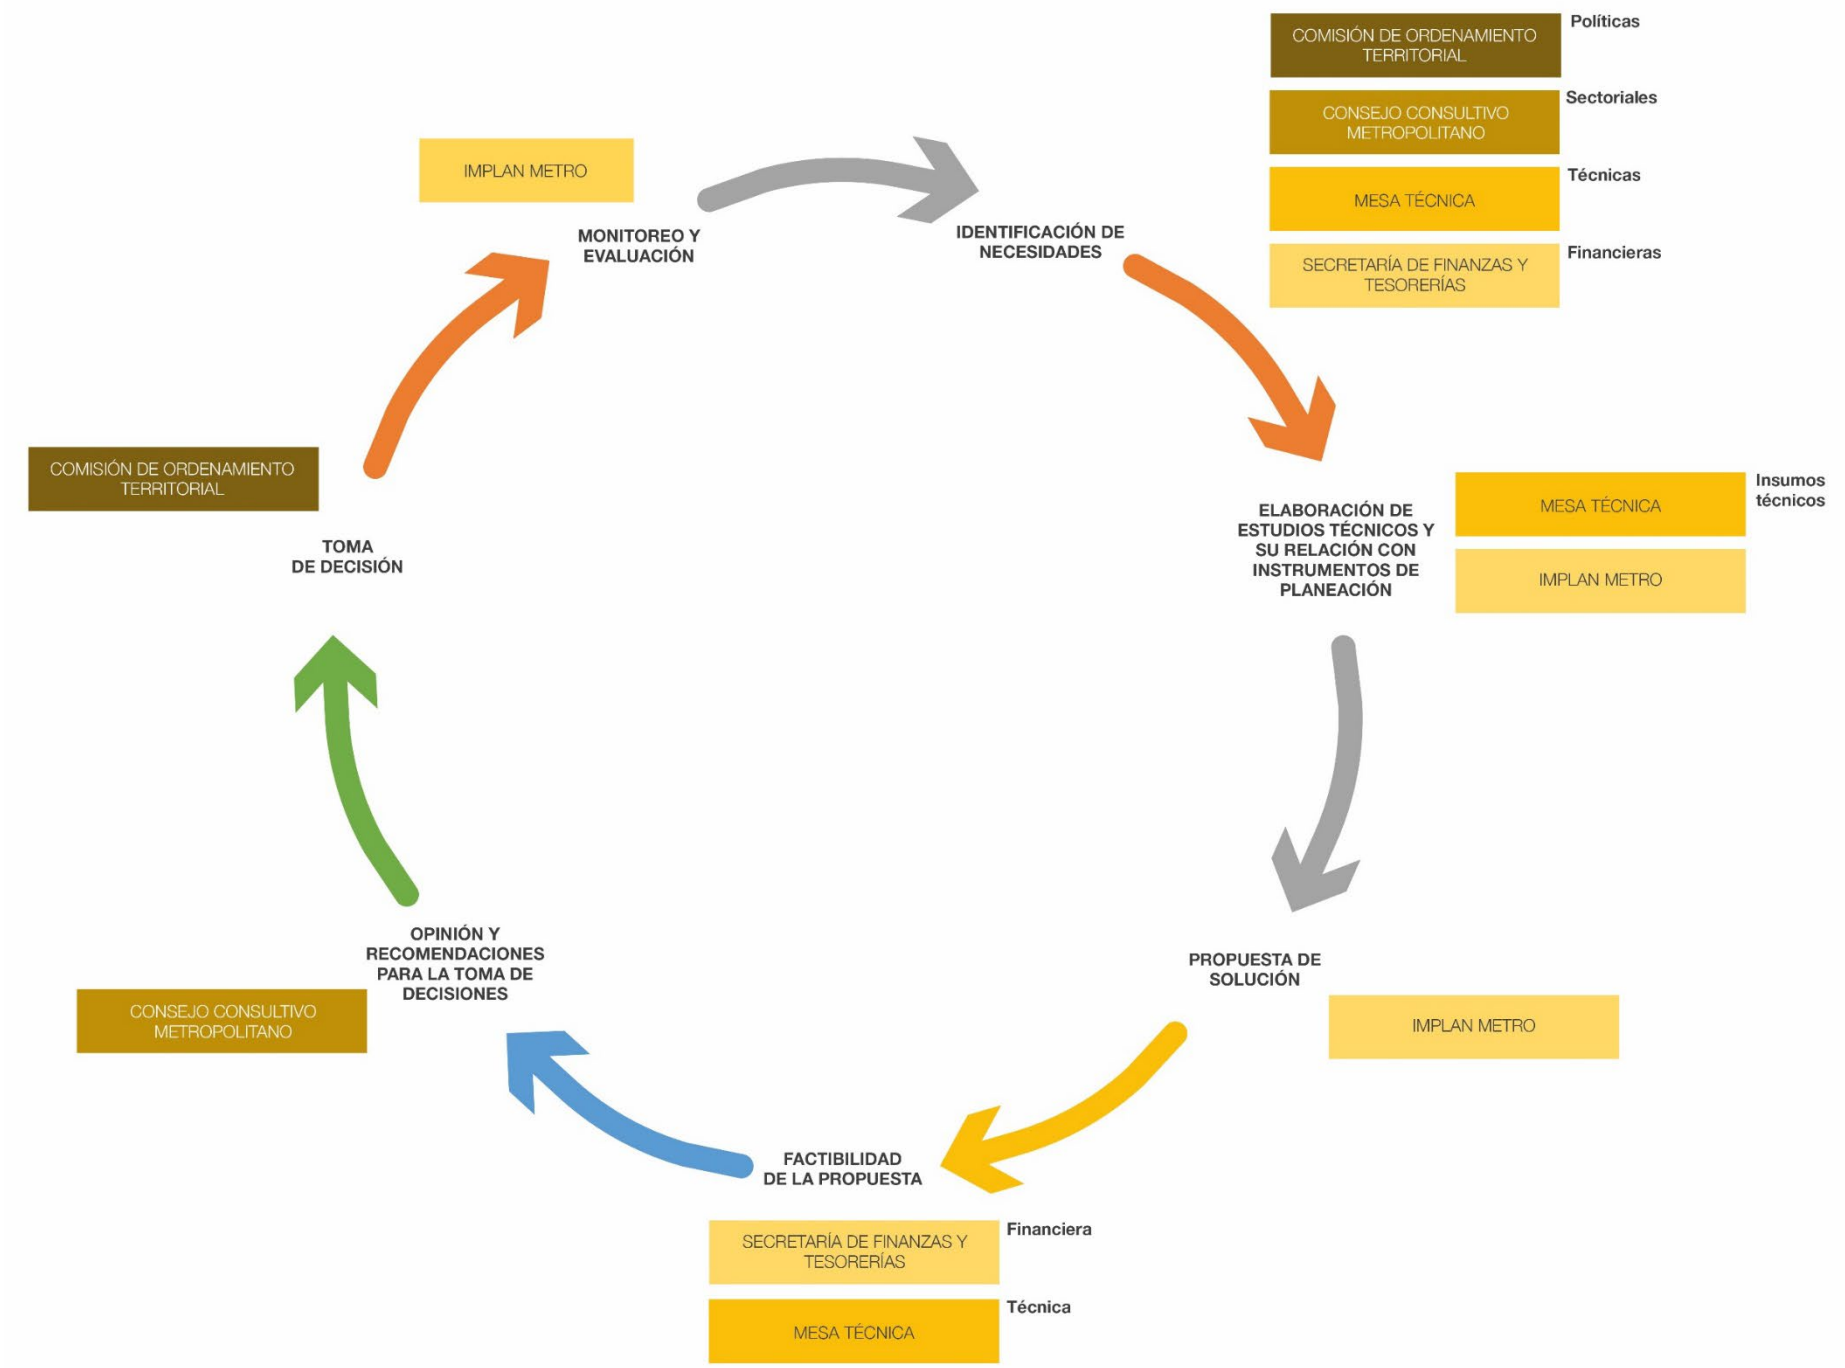 IMPLAN METRO
MONITOREO Y
EVALUACIÓN
IDENTIFICACIÓN DE
NECESIDADES
COMISIÓN DE ORDENAMIENTO
TERRITORIAL
Políticas
CONSEJO CONSULTIVO
METROPOLITANO
Sectoriales
MESA TÉCNICA
Técnicas
SECRETARÍA DE FINANZAS Y
TESORERÍAS
Financieras
ELABORACIÓN DE
ESTUDIOS TÉCNICOS Y
SU RELACIÓN CON
INSTRUMENTOS DE
PLANEACIÓN
MESA TÉCNICA
Insumos
técnicos
IMPLAN METRO
PROPUESTA DE
SOLUCIÓN
IMPLAN METRO
FACTIBILIDAD
DE LA PROPUESTA
SECRETARÍA DE FINANZAS Y
TESORERÍAS
Financiera
MESA TÉCNICA
Técnica
OPINIÓN Y
RECOMENDACIONES
PARA LA TOMA DE
DECISIONES
CONSEJO CONSULTIVO
METROPOLITANO
COMISIÓN DE ORDENAMIENTO
TERRITORIAL
TOMA
DE DECISIÓN